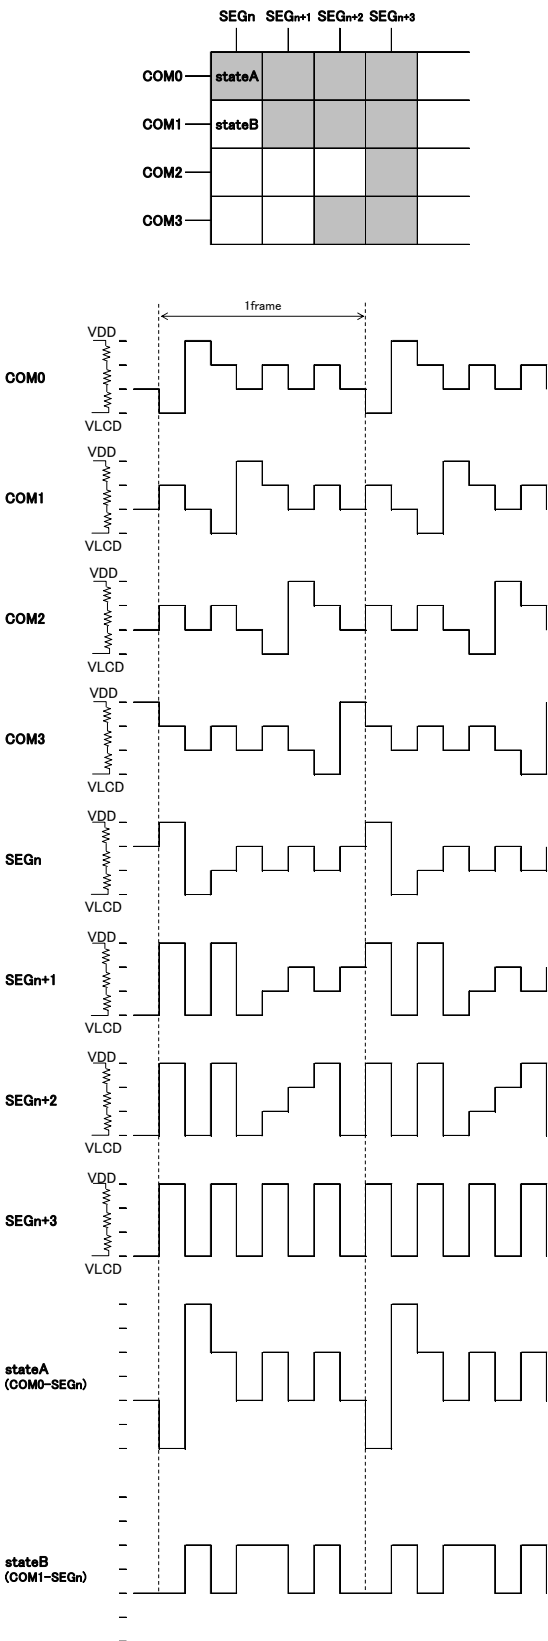 SEGn SEGn+1 SEGn+2 SEGn+3
COM0 stateA
COM1 stateB
COM2
COM3
1frame
VDD
COM0
VLCD
VDD
COM1
VLCD
VDD
COM2
VLCD
VDD
COM3
VLCD
VDD
SEGn
VLCD
VDD
SEGn+1
VLCD
VDD
SEGn+2
VLCD
VDD
SEGn+3
VLCD
stateA
(COM0-SEGn)
stateB
(COM1-SEGn)